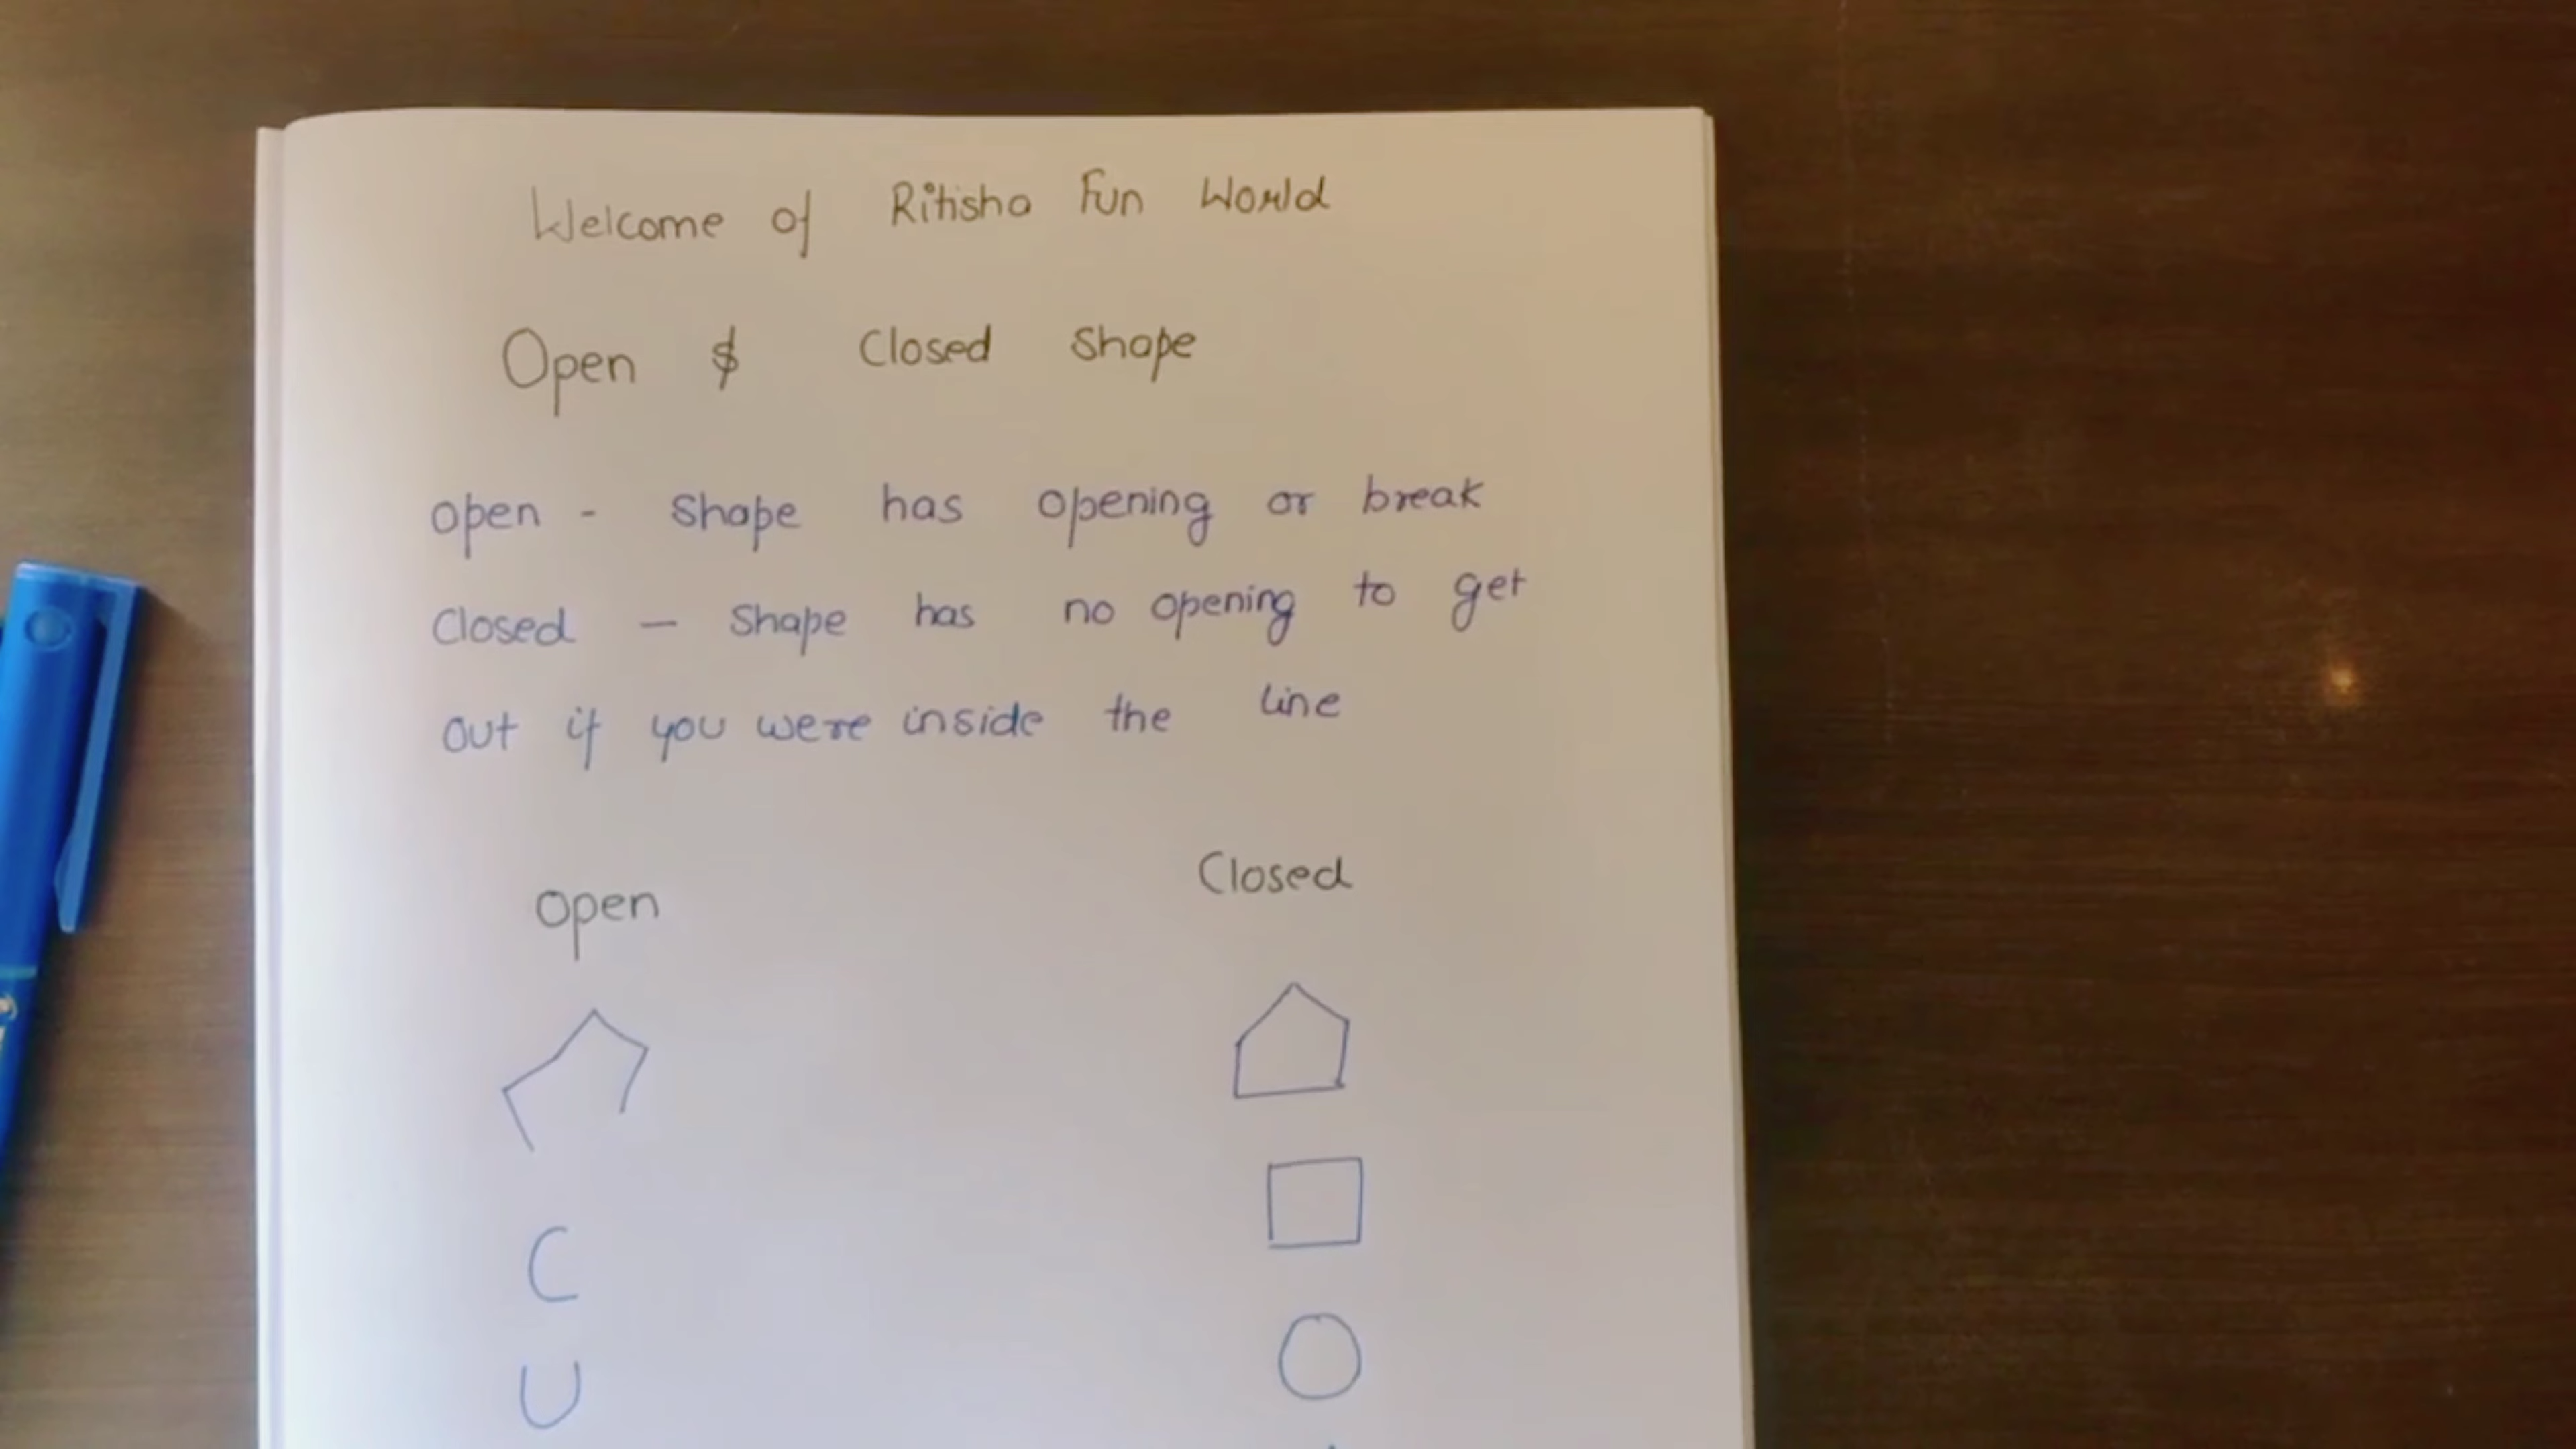 Welcome of Ritisha Fun World
Open & Closed Shape
open - Shape has opening or break
Closed – Shape has no opening to get
out if you were inside the line
open Closed
C
U